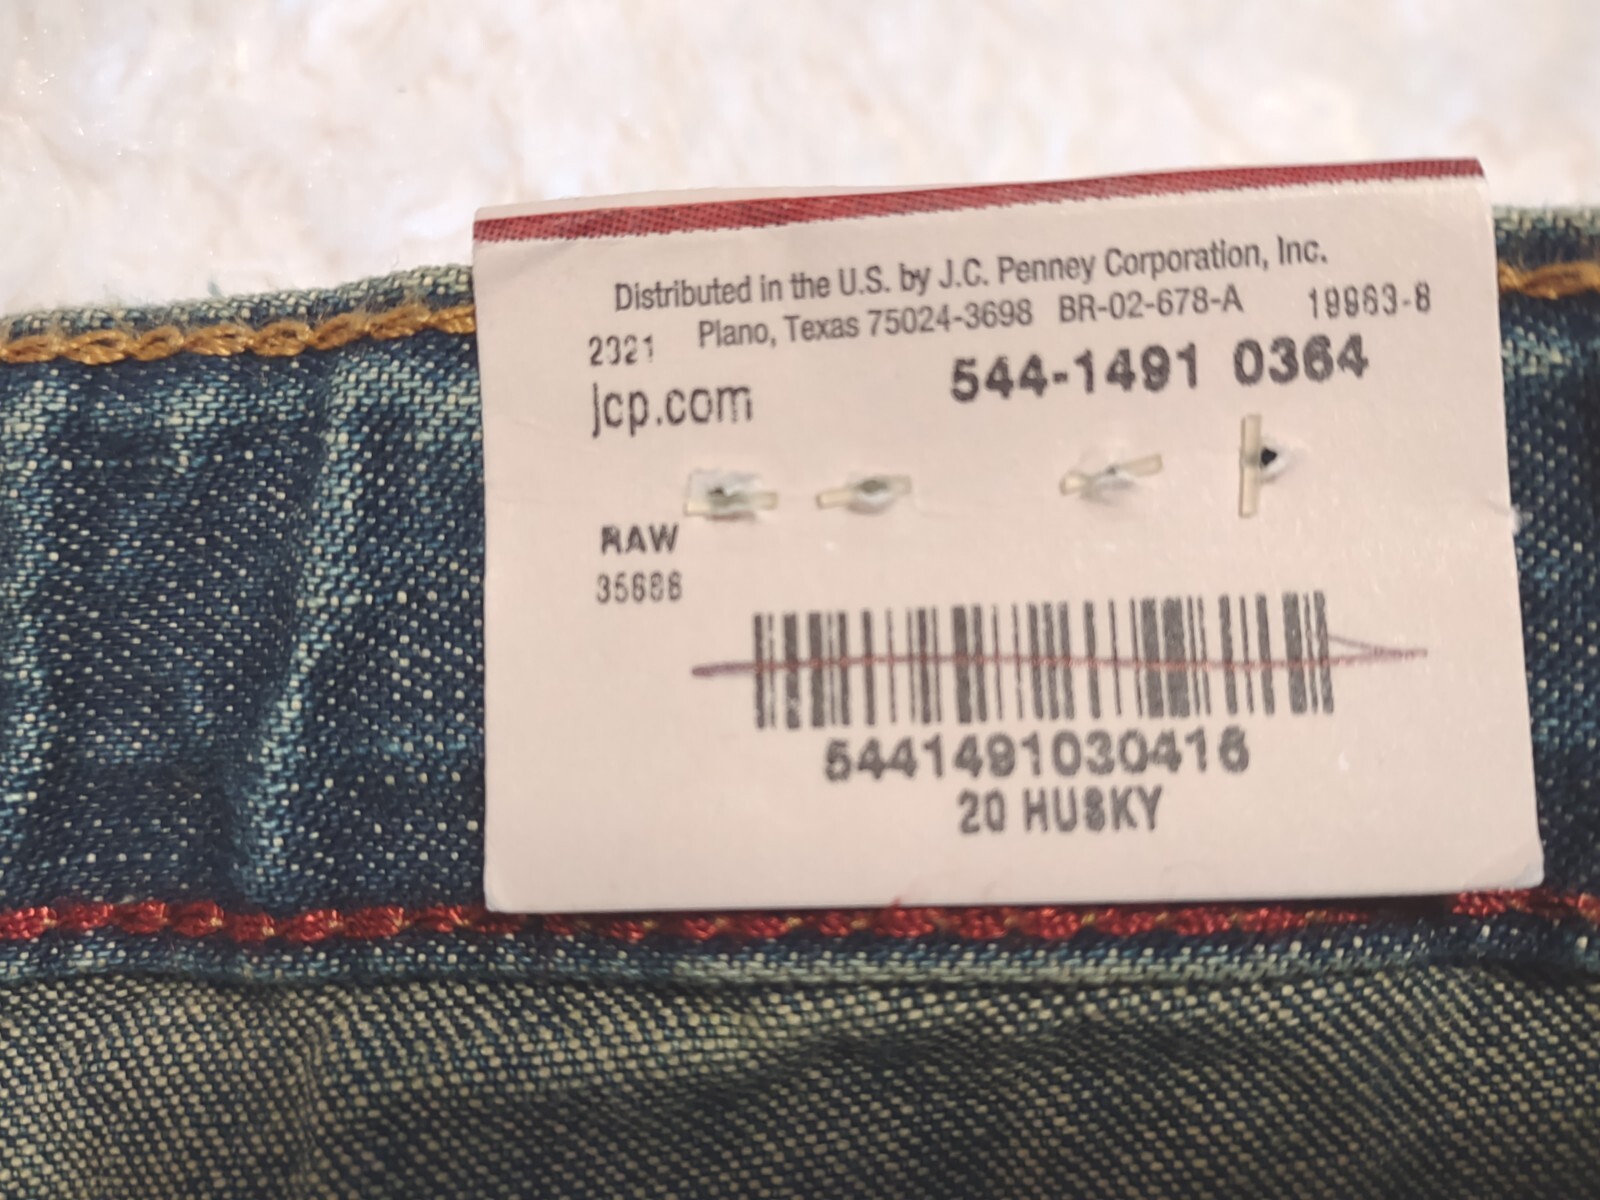 Distributed in the U.S. by J.C. Penney Corporation, Inc.
Plano, Texas 75024-3698 BR-02-678-A 19963-8
2321
jcp.com 544-1491 0364
RAW
35686
5441491030416
20 HUSKY